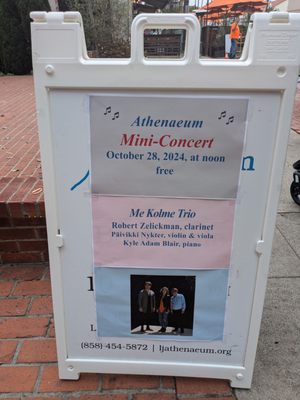 Athenaeum
Mini-Concert
October 28, 2024, at noon
free
Me Kolme Trio
Robert Zelickman, clarinet
Päivikki Nykter, violin & viola
Kyle Adam Blair, piano
(858) 454-5872 | ljathenaeum.org